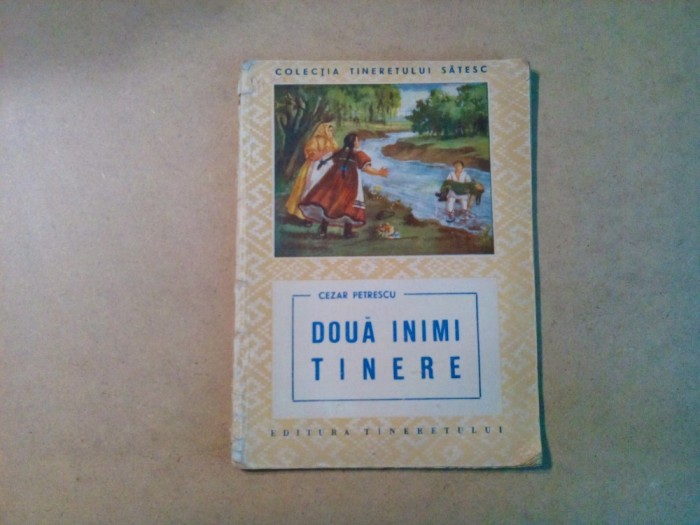 COLECȚIA TINERETULUI SĂTESC
CEZAR PETRESCU
DOUĂ INIMI
TINERE
EDITURA TINERETULUI